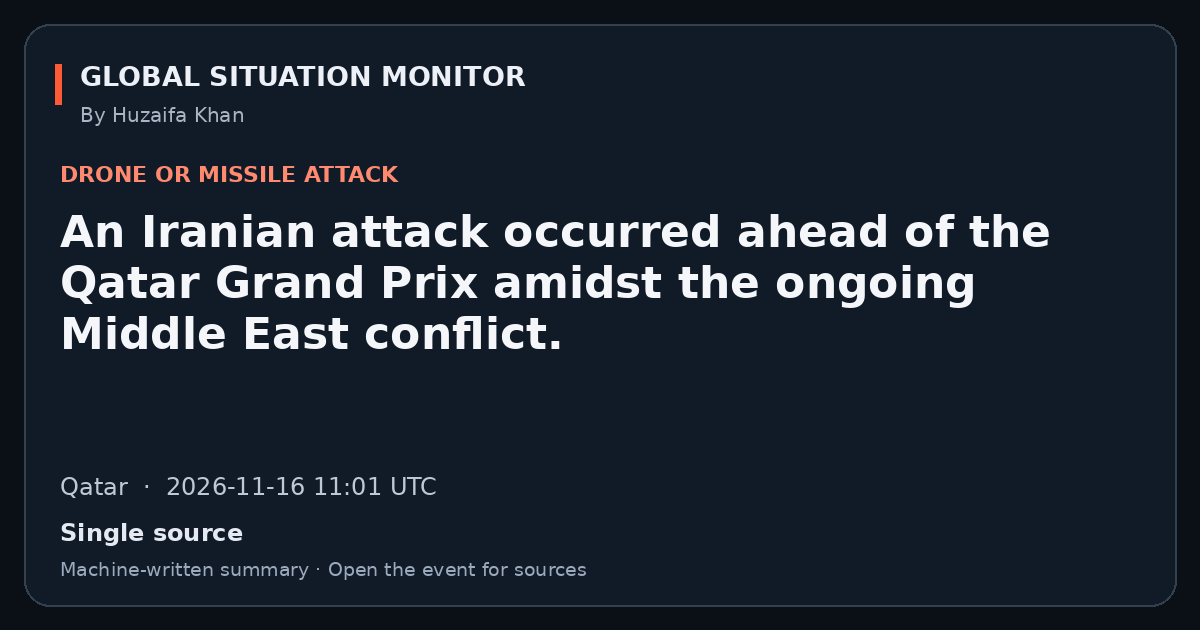 GLOBAL SITUATION MONITOR
By Huzaifa Khan
DRONE OR MISSILE ATTACK
An Iranian attack occurred ahead of the
Qatar Grand Prix amidst the ongoing
Middle East conflict.
Qatar · 2026-11-16 11:01 UTC
Single source
Machine-written summary · Open the event for sources